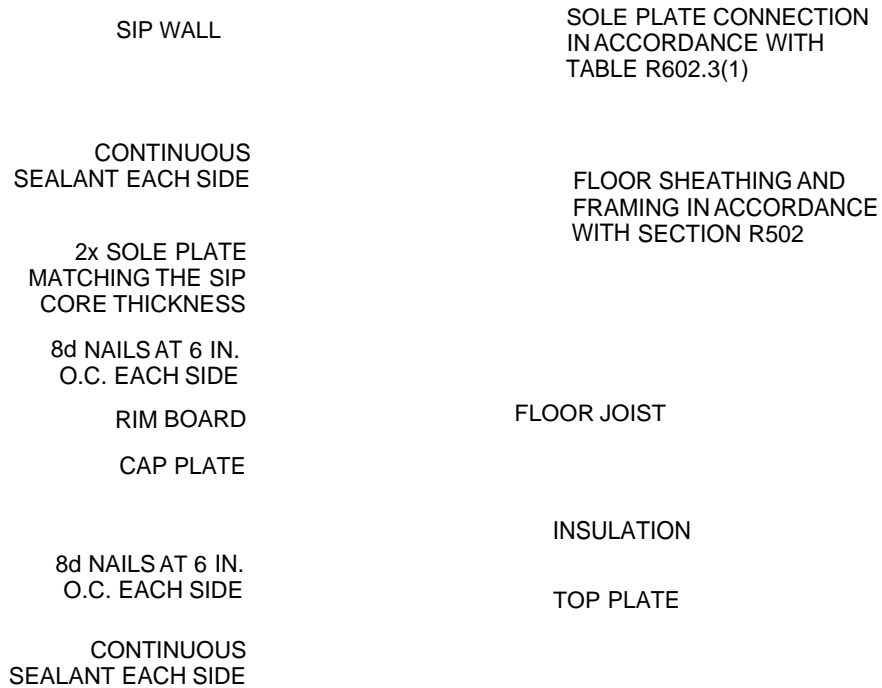 SIP WALL
CONTINUOUS
SEALANT EACH SIDE
2x SOLE PLATE
MATCHING THE SIP
CORE THICKNESS
8d NAILS AT 6 IN.
O.C. EACH SIDE
RIM BOARD
CAP PLATE
8d NAILS AT 6 IN.
O.C. EACH SIDE
CONTINUOUS
SEALANT EACH SIDE
SOLE PLATE CONNECTION
IN ACCORDANCE WITH
TABLE R602.3(1)
FLOOR SHEATHING AND
FRAMING IN ACCORDANCE
WITH SECTION R502
FLOOR JOIST
INSULATION
TOP PLATE